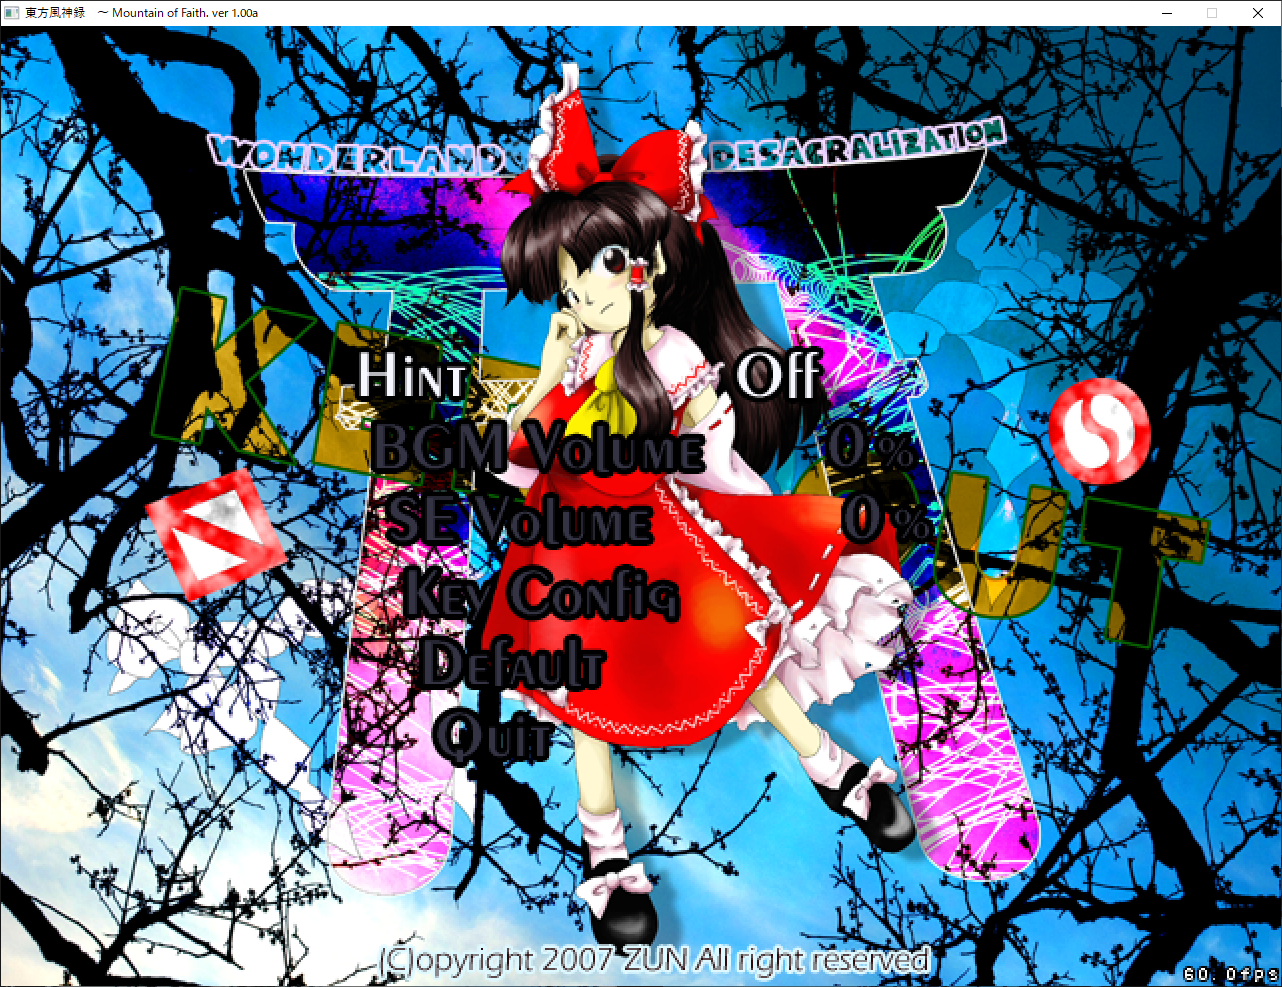 東方風神録　～ Mountain of Faith. ver 1.00a
WONDERLAND DESACRALIZATION
Hint Off
BGM Volume 0 %
SE Volume 0 %
Key Config
Default
Quit
(C)opyright 2007 ZUN All right reserved
60.0fps